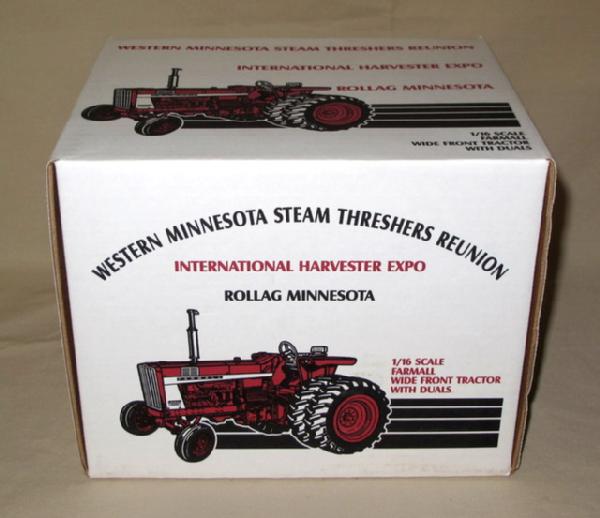 WESTERN MINNESOTA STEAM THRESHERS REUNION
INTERNATIONAL HARVESTER EXPO
ROLLAG MINNESOTA
1/16 SCALE
FARMALL
WIDE FRONT TRACTOR
WITH DUALS
WESTERN MINNESOTA STEAM THRESHERS REUNION
INTERNATIONAL HARVESTER EXPO
ROLLAG MINNESOTA
1/16 SCALE
FARMALL
WIDE FRONT TRACTOR
WITH DUALS